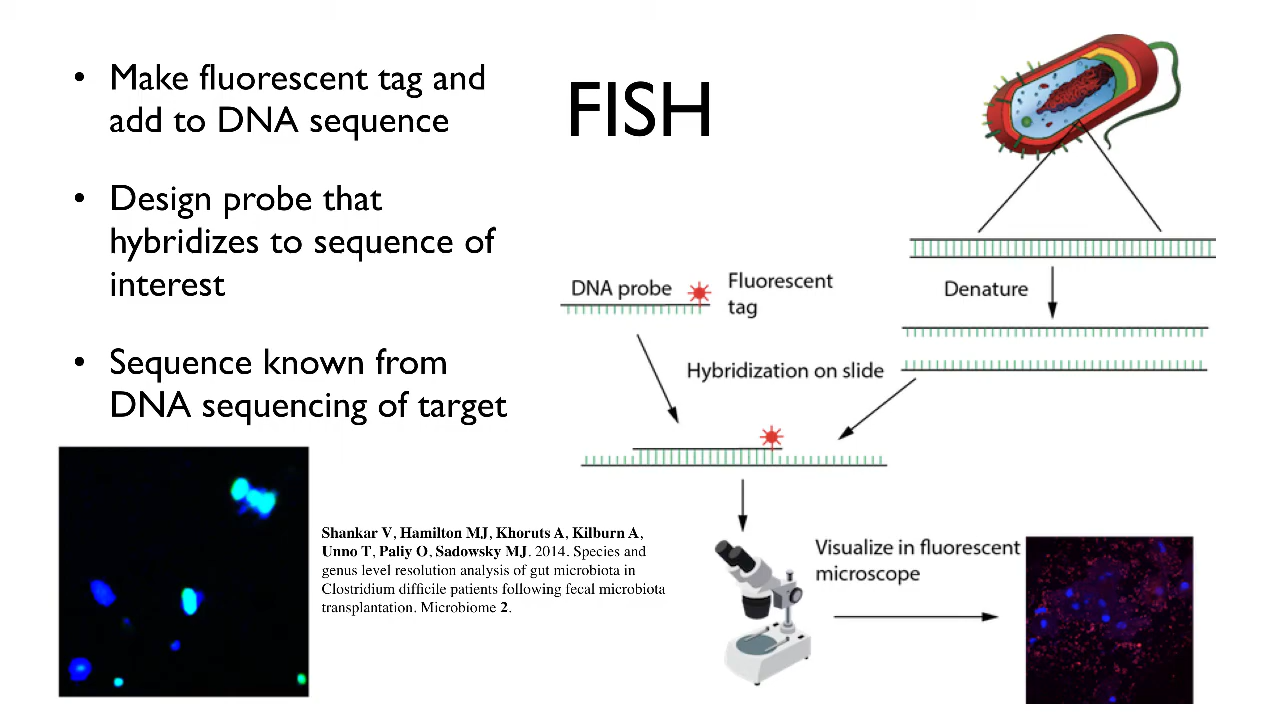 FISH
• Make fluorescent tag and
add to DNA sequence
• Design probe that
hybridizes to sequence of
interest
• Sequence known from
DNA sequencing of target
DNA probe
Fluorescent
tag
Denature
Hybridization on slide
Visualize in fluorescent
microscope
Shankar V, Hamilton MJ, Khoruts A, Kilburn A,
Unno T, Paliy O, Sadowsky MJ. 2014. Species and
genus level resolution analysis of gut microbiota in
Clostridium difficile patients following fecal microbiota
transplantation. Microbiome 2.